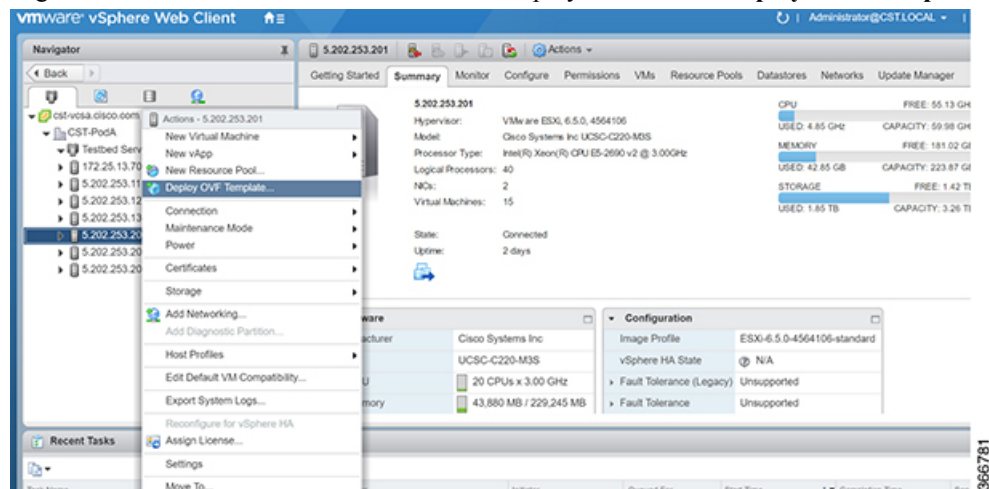 vmware® vSphere Web Client
Administrator@CST.LOCAL
Navigator
Back
cst-vcsa.cisco.com
CST-PodA
Testbed Serv
172.25.13.70
5.202.253.11
5.202.253.12
5.202.253.13
5.202.253.20
5.202.253.20
5.202.253.20
Actions - 5.202.253.201
New Virtual Machine
New vApp
New Resource Pool...
Deploy OVF Template...
Connection
Maintenance Mode
Power
Certificates
Storage
Add Networking...
Add Diagnostic Partition...
Host Profiles
Edit Default VM Compatibility...
Export System Logs...
Reconfigure for vSphere HA
Assign License...
Settings
Move To...
5.202.253.201 Actions
Getting Started Summary Monitor Configure Permissions VMs Resource Pools Datastores Networks Update Manager
5.202.253.201
Hypervisor: VMware ESXi, 6.5.0, 4564106
Model: Cisco Systems Inc UCSC-C220-M3S
Processor Type: Intel(R) Xeon(R) CPU E5-2690 v2 @ 3.00GHz
Logical Processors: 40
NICs: 2
Virtual Machines: 15
State: Connected
Uptime: 2 days
CPU FREE: 55.13 GH
USED: 4.85 GHz CAPACITY: 59.98 GH
MEMORY FREE: 181.02 GB
USED: 42.85 GB CAPACITY: 223.87 GB
STORAGE FREE: 1.42 TB
USED: 1.85 TB CAPACITY: 3.26 TB
ware
acturer Cisco Systems Inc
UCSC-C220-M3S
U 20 CPUs x 3.00 GHz
mory 43,880 MB / 229,245 MB
Configuration
Image Profile ESXi-6.5.0-4564106-standard
vSphere HA State N/A
Fault Tolerance (Legacy) Unsupported
Fault Tolerance Unsupported
Recent Tasks
366781